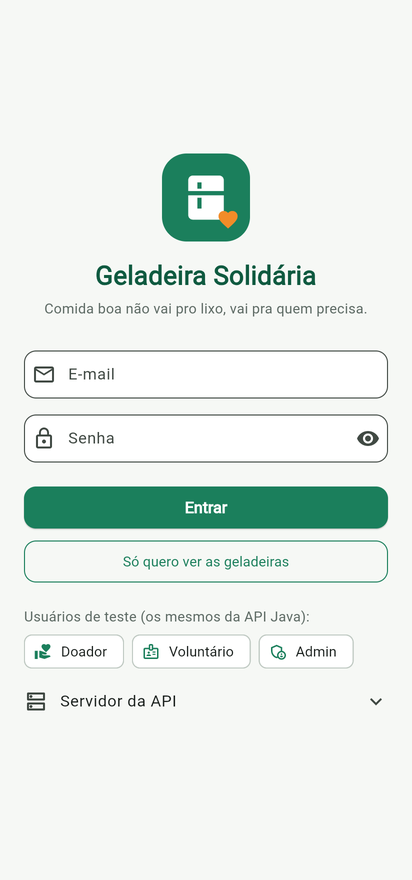 Geladeira Solidária
Comida boa não vai pro lixo, vai pra quem precisa.
E-mail
Senha
Entrar
Só quero ver as geladeiras
Usuários de teste (os mesmos da API Java):
Doador Voluntário Admin
Servidor da API